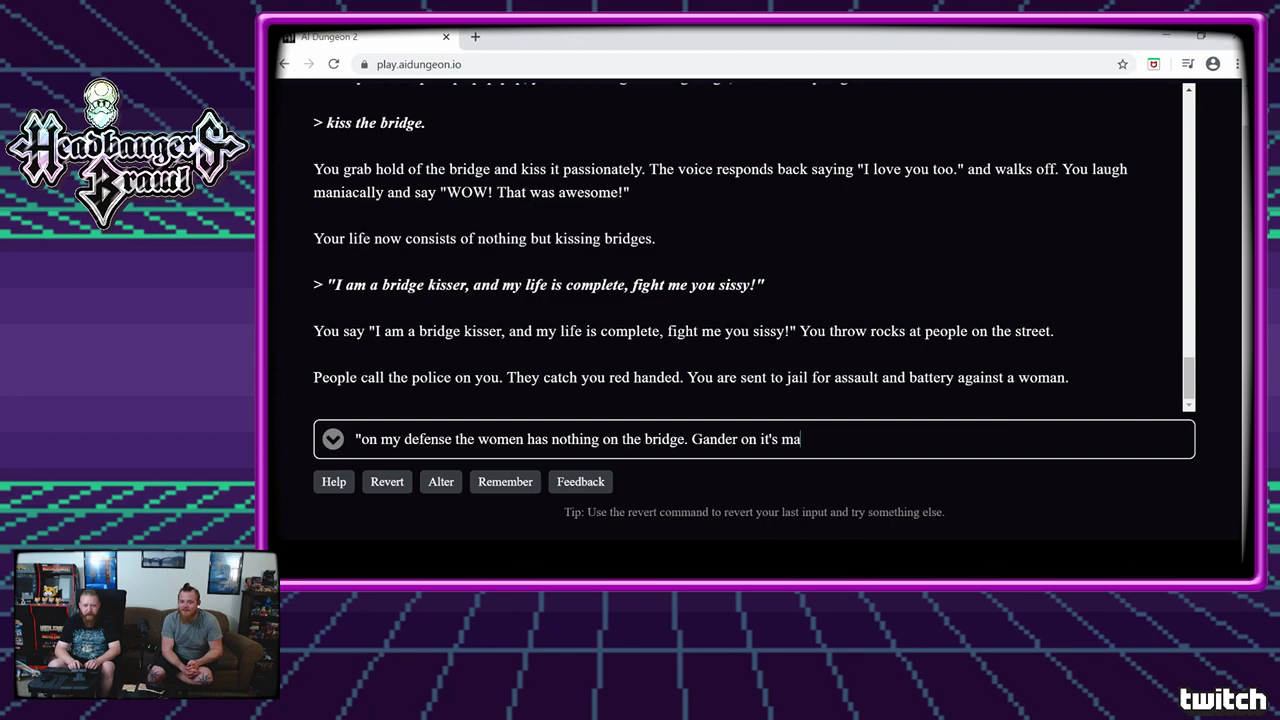 HeadbangerS
Brawl
AI Dungeon 2
play.aidungeon.io
> kiss the bridge.
You grab hold of the bridge and kiss it passionately. The voice responds back saying "I love you too." and walks off. You laugh
maniacally and say "WOW! That was awesome!"
Your life now consists of nothing but kissing bridges.
> "I am a bridge kisser, and my life is complete, fight me you sissy!"
You say "I am a bridge kisser, and my life is complete, fight me you sissy!" You throw rocks at people on the street.
People call the police on you. They catch you red handed. You are sent to jail for assault and battery against a woman.
"on my defense the women has nothing on the bridge. Gander on it's ma
Help Revert Alter Remember Feedback
Tip: Use the revert command to revert your last input and try something else.
twitch